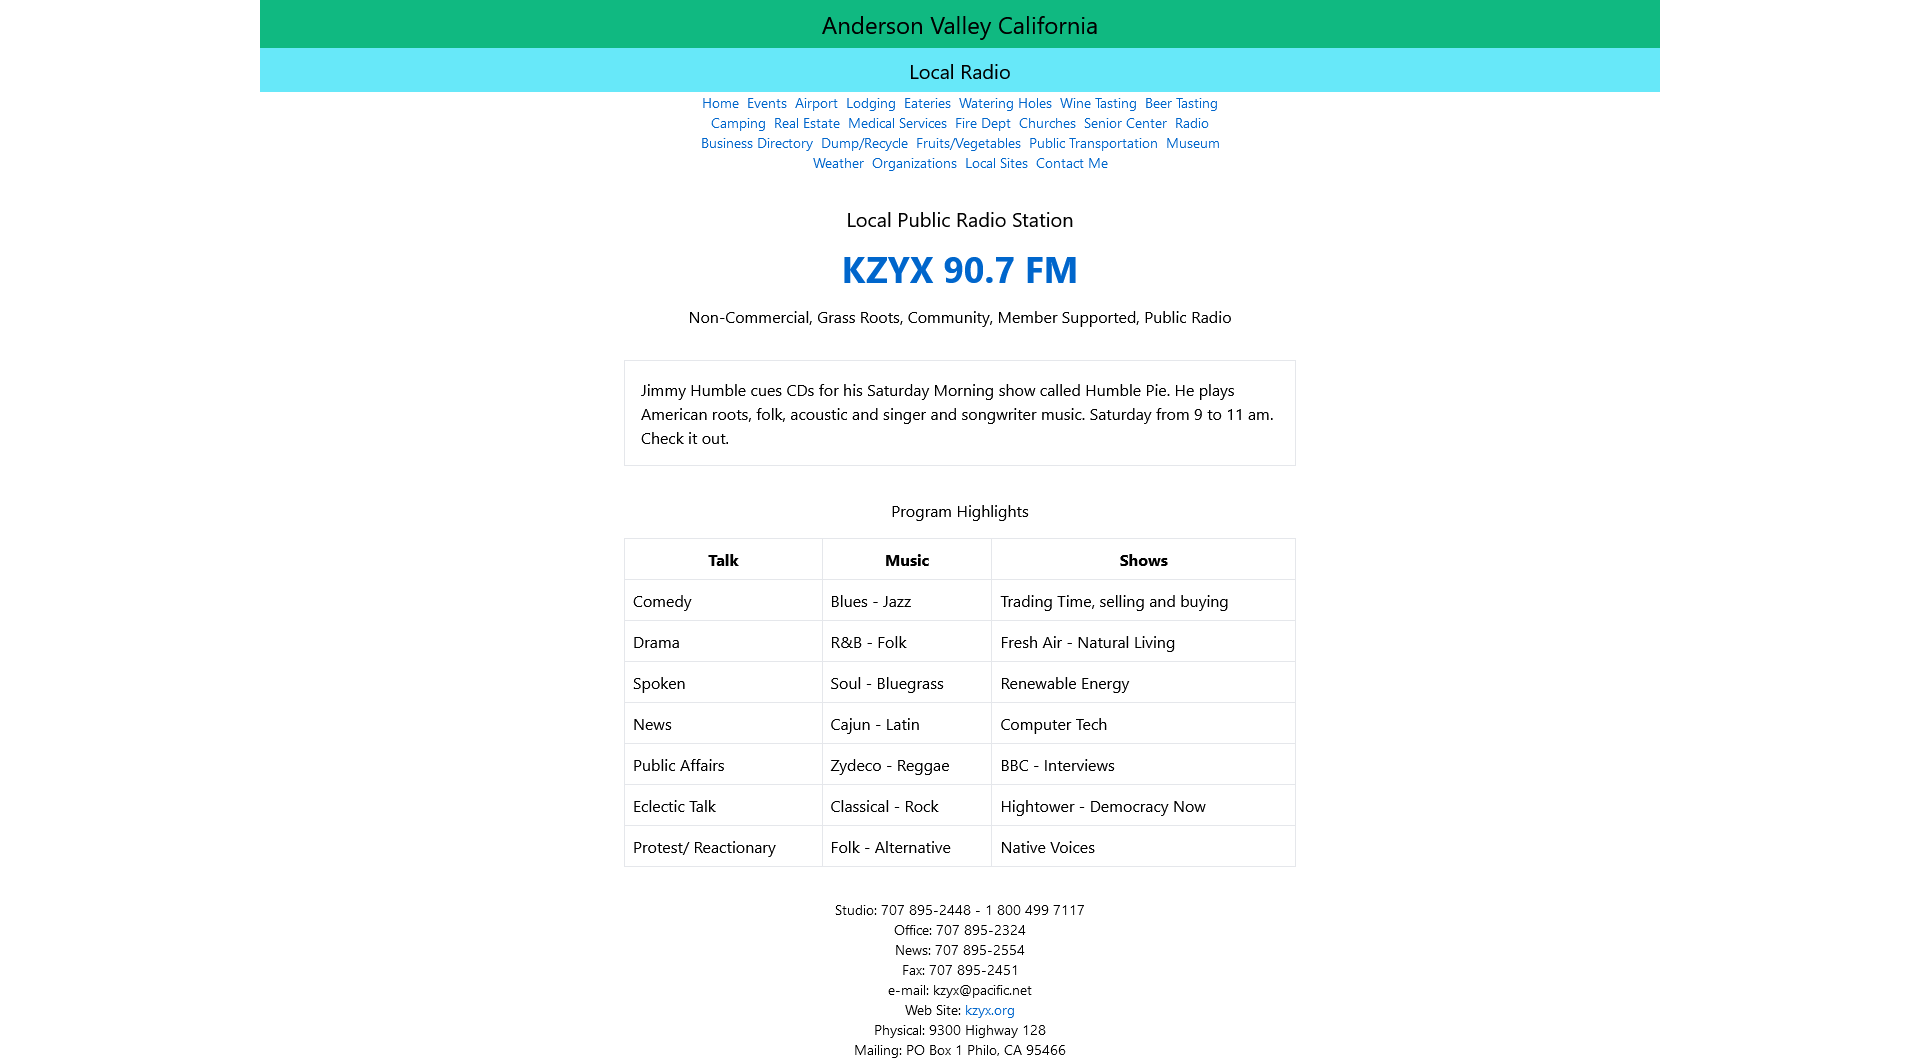 Anderson Valley California
Local Radio
Home Events Airport Lodging Eateries Watering Holes Wine Tasting Beer Tasting
Camping Real Estate Medical Services Fire Dept Churches Senior Center Radio
Business Directory Dump/Recycle Fruits/Vegetables Public Transportation Museum
Weather Organizations Local Sites Contact Me
Local Public Radio Station
KZYX 90.7 FM
Non-Commercial, Grass Roots, Community, Member Supported, Public Radio
Jimmy Humble cues CDs for his Saturday Morning show called Humble Pie. He plays
American roots, folk, acoustic and singer and songwriter music. Saturday from 9 to 11 am.
Check it out.
Program Highlights
Talk Music Shows
Comedy Blues - Jazz Trading Time, selling and buying
Drama R&B - Folk Fresh Air - Natural Living
Spoken Soul - Bluegrass Renewable Energy
News Cajun - Latin Computer Tech
Public Affairs Zydeco - Reggae BBC - Interviews
Eclectic Talk Classical - Rock Hightower - Democracy Now
Protest/ Reactionary Folk - Alternative Native Voices
Studio: 707 895-2448 - 1 800 499 7117
Office: 707 895-2324
News: 707 895-2554
Fax: 707 895-2451
e-mail: kzyx@pacific.net
Web Site: kzyx.org
Physical: 9300 Highway 128
Mailing: PO Box 1 Philo, CA 95466